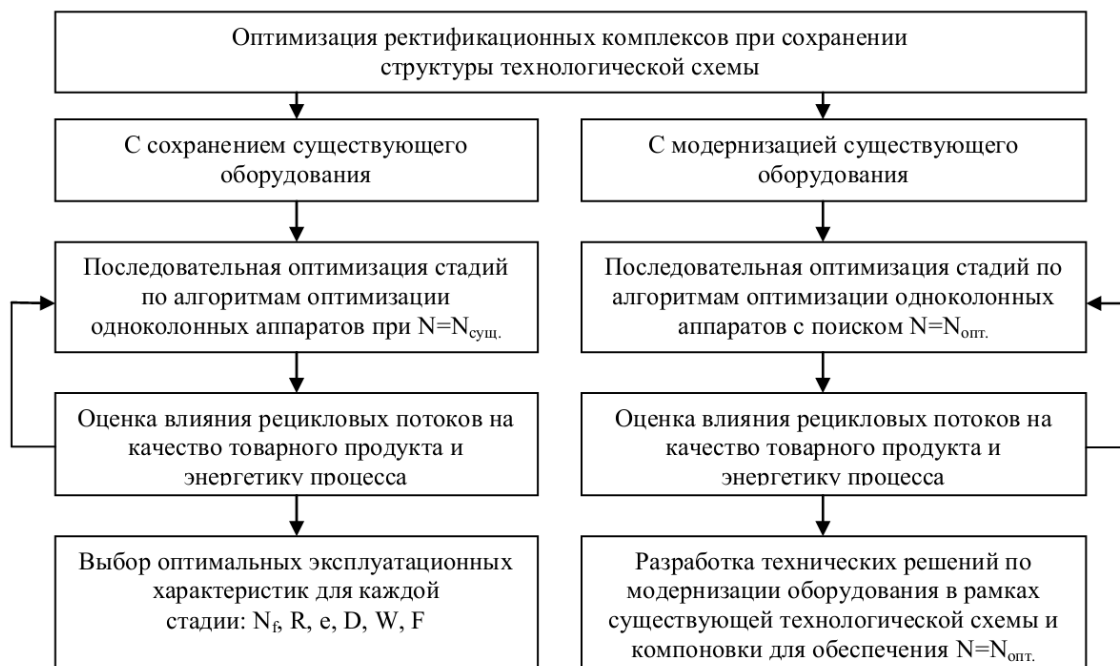 Оптимизация ректификационных комплексов при сохранении
структуры технологической схемы
С сохранением существующего
оборудования
С модернизацией существующего
оборудования
Последовательная оптимизация стадий
по алгоритмам оптимизации
одноколонных аппаратов при N=Nсущ.
Последовательная оптимизация стадий по
алгоритмам оптимизации одноколонных
аппаратов с поиском N=Nопт.
Оценка влияния рецикловых потоков на
качество товарного продукта и
энергетику процесса
Оценка влияния рецикловых потоков на
качество товарного продукта и
энергетику процесса
Выбор оптимальных эксплуатационных
характеристик для каждой
стадии: Nf, R, e, D, W, F
Разработка технических решений по
модернизации оборудования в рамках
существующей технологической схемы и
компоновки для обеспечения N=Nопт.